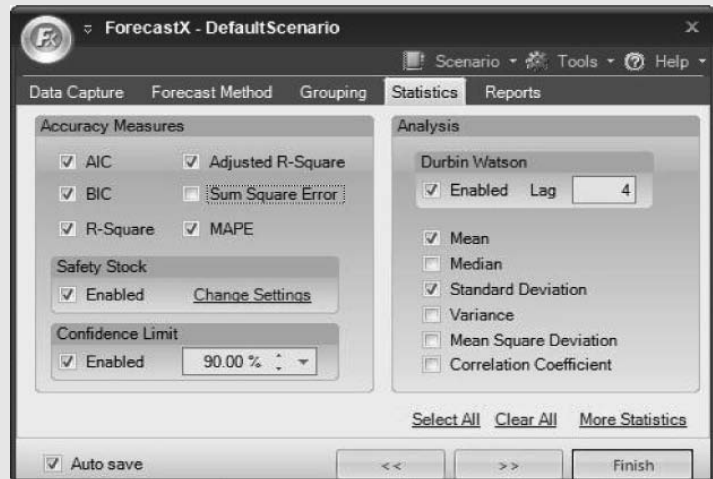 FX ForecastX - DefaultScenario X
Scenario Tools ? Help
Data Capture Forecast Method Grouping Statistics Reports
Accuracy Measures
AIC Adjusted R-Square
BIC Sum Square Error
R-Square MAPE
Safety Stock
Enabled Change Settings
Confidence Limit
Enabled 90.00 %
Analysis
Durbin Watson
Enabled Lag 4
Mean
Median
Standard Deviation
Variance
Mean Square Deviation
Correlation Coefficient
Select All Clear All More Statistics
Auto save << >> Finish